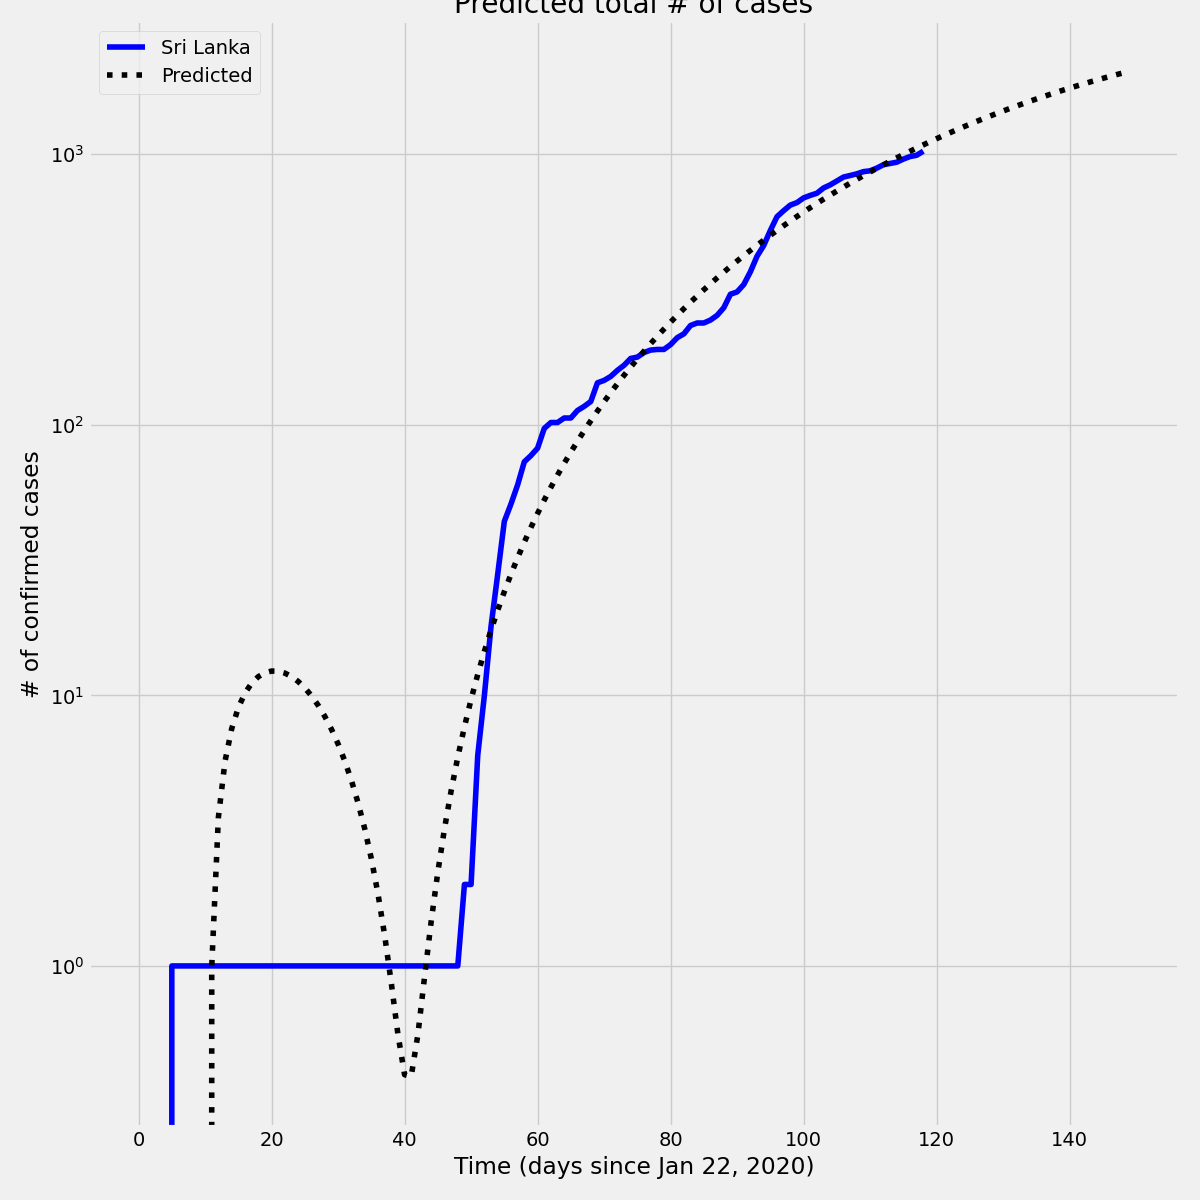 Predicted total # of cases
Sri Lanka
Predicted
10³
10²
10¹
10⁰
# of confirmed cases
0 20 40 60 80 100 120 140
Time (days since Jan 22, 2020)